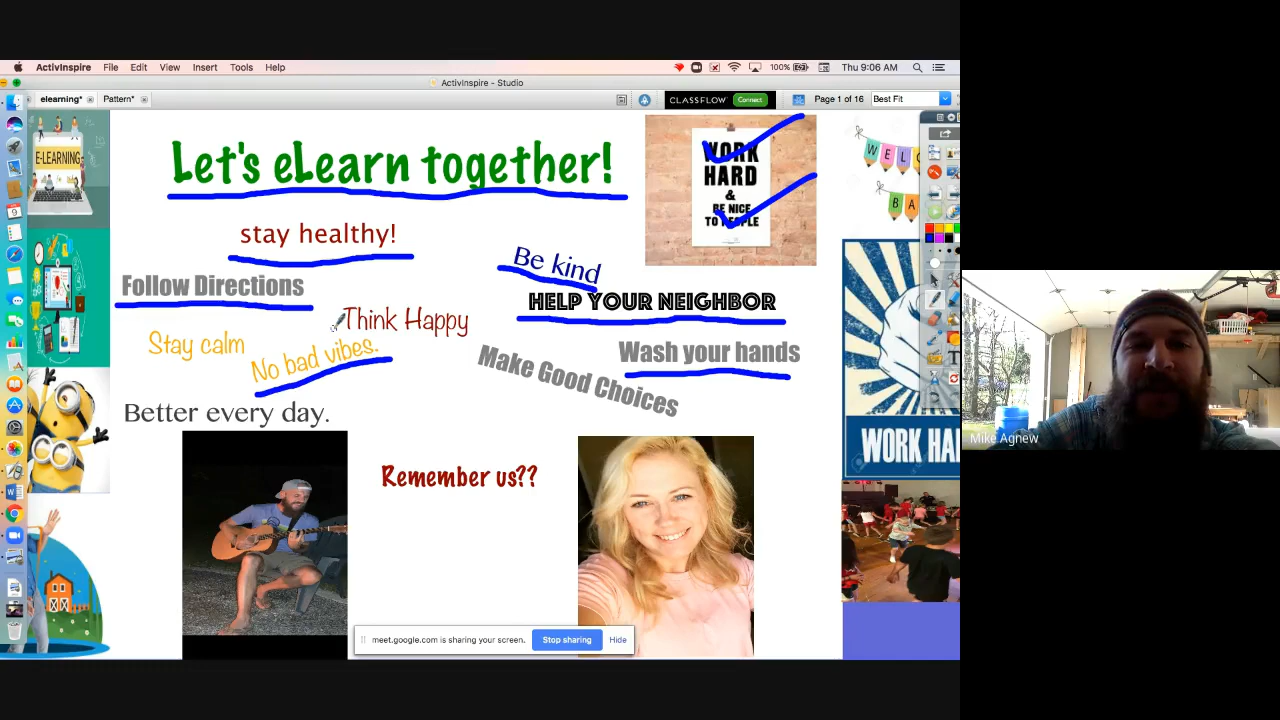 ActivInspire File Edit View Insert Tools Help
100% Thu 9:06 AM
ActivInspire - Studio
elearning* Pattern*
CLASSFLOW Connect
Page 1 of 16 Best Fit
E-LEARNING
Let's eLearn together!
WORK
HARD
&
BE NICE
TO PEOPLE
WELC
BA
stay healthy!
Be kind
Follow Directions
HELP YOUR NEIGHBOR
Think Happy
Stay calm
No bad vibes.
Wash your hands
Make Good Choices
Better every day.
WORK HA
Remember us??
Mike Agnew
meet.google.com is sharing your screen. Stop sharing Hide